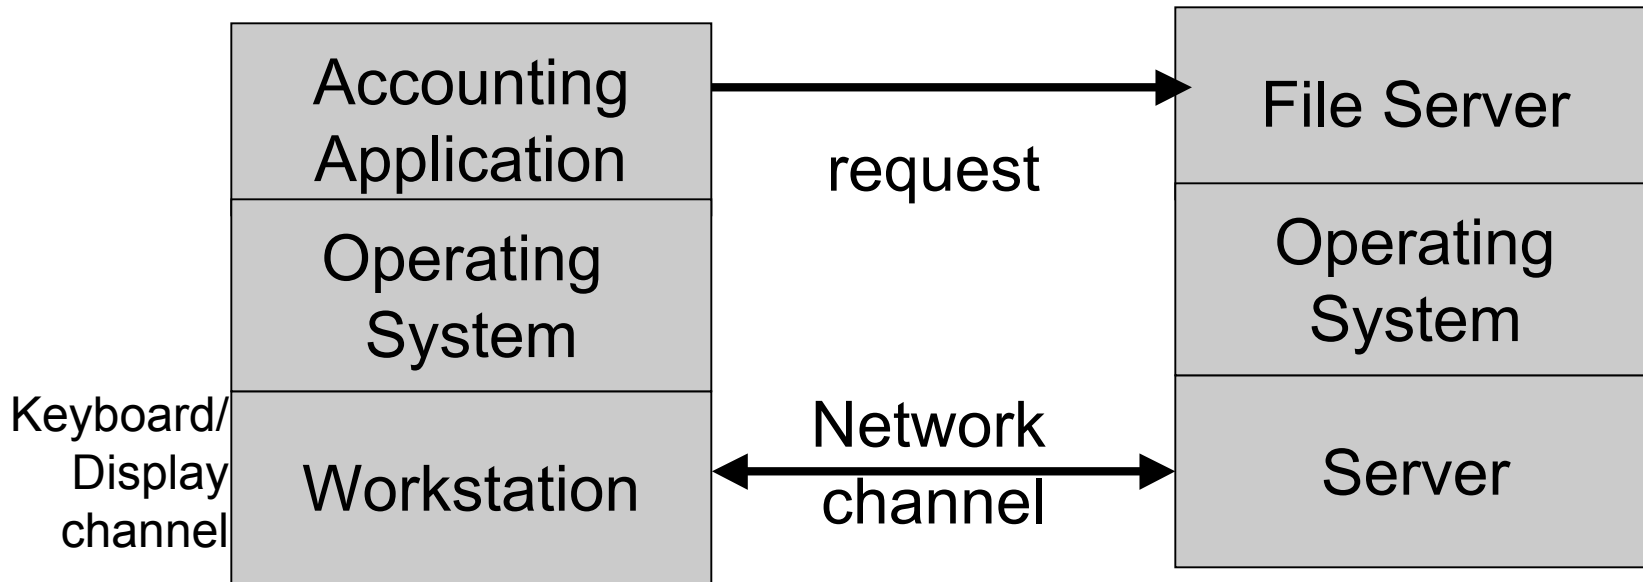 Accounting
Application
request
File Server
Operating
System
Operating
System
Keyboard/
Display
channel
Workstation
Network
channel
Server